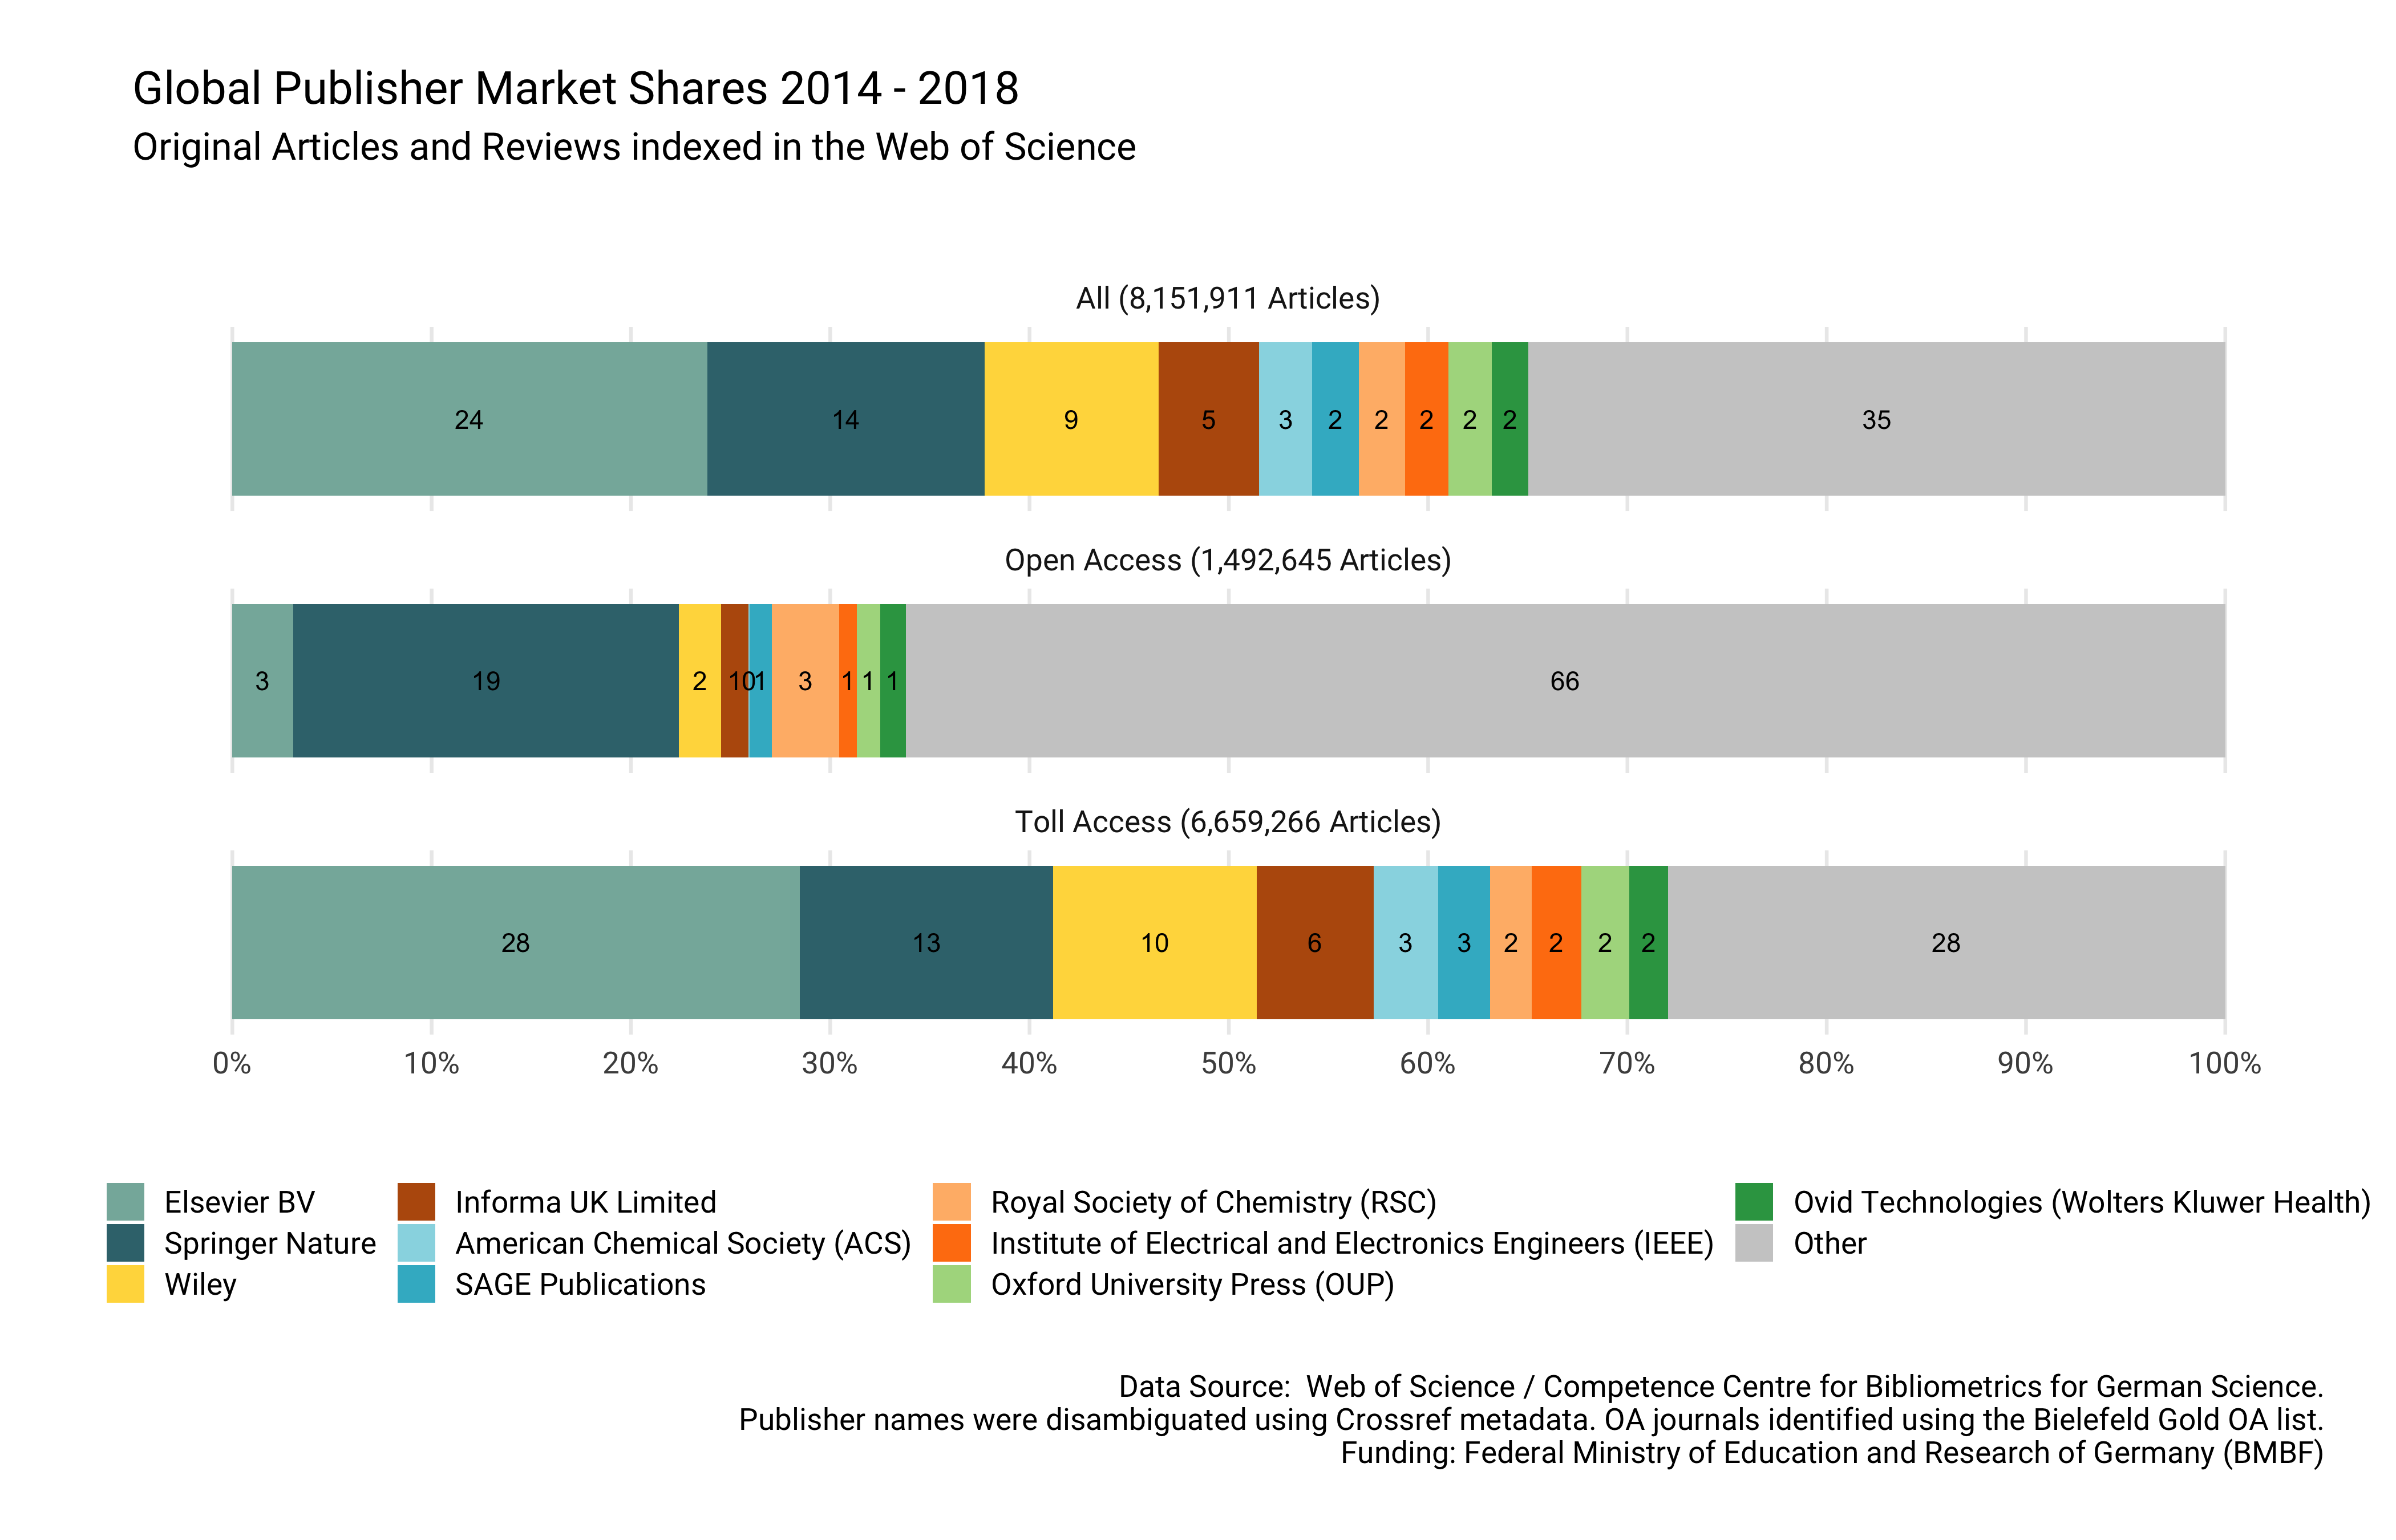 Global Publisher Market Shares 2014 - 2018
Original Articles and Reviews indexed in the Web of Science
All (8,151,911 Articles)
24 14 9 5 3 2 2 2 2 2 35
Open Access (1,492,645 Articles)
3 19 2 1 0 1 3 1 1 1 66
Toll Access (6,659,266 Articles)
28 13 10 6 3 3 2 2 2 2 28
0% 10% 20% 30% 40% 50% 60% 70% 80% 90% 100%
Elsevier BV Informa UK Limited Royal Society of Chemistry (RSC) Ovid Technologies (Wolters Kluwer Health)
Springer Nature American Chemical Society (ACS) Institute of Electrical and Electronics Engineers (IEEE) Other
Wiley SAGE Publications Oxford University Press (OUP)
Data Source:  Web of Science / Competence Centre for Bibliometrics for German Science.
Publisher names were disambiguated using Crossref metadata. OA journals identified using the Bielefeld Gold OA list.
Funding: Federal Ministry of Education and Research of Germany (BMBF)